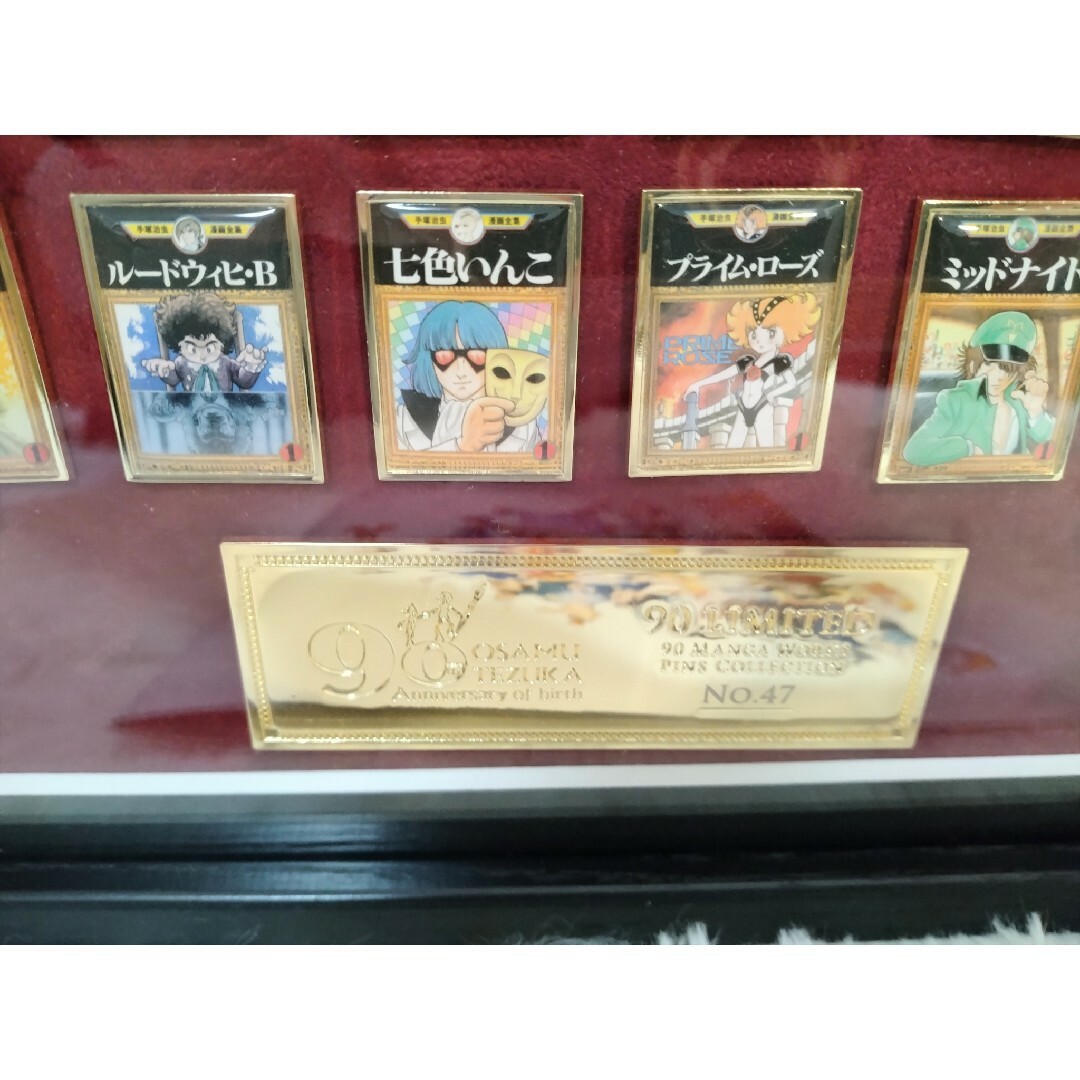 手塚治虫 漫画全集
ルードウィヒ・B
1
手塚治虫 漫画全集
七色いんこ
1
手塚治虫 漫画全集
プライム・ローズ
PRIME
ROSE
1
手塚治虫 漫画全集
ミッドナイト
1
1
90th
OSAMU
TEZUKA
Anniversary of birth
90 LIMITED
90 MANGA WORKS
PINS COLLECTION
No.47